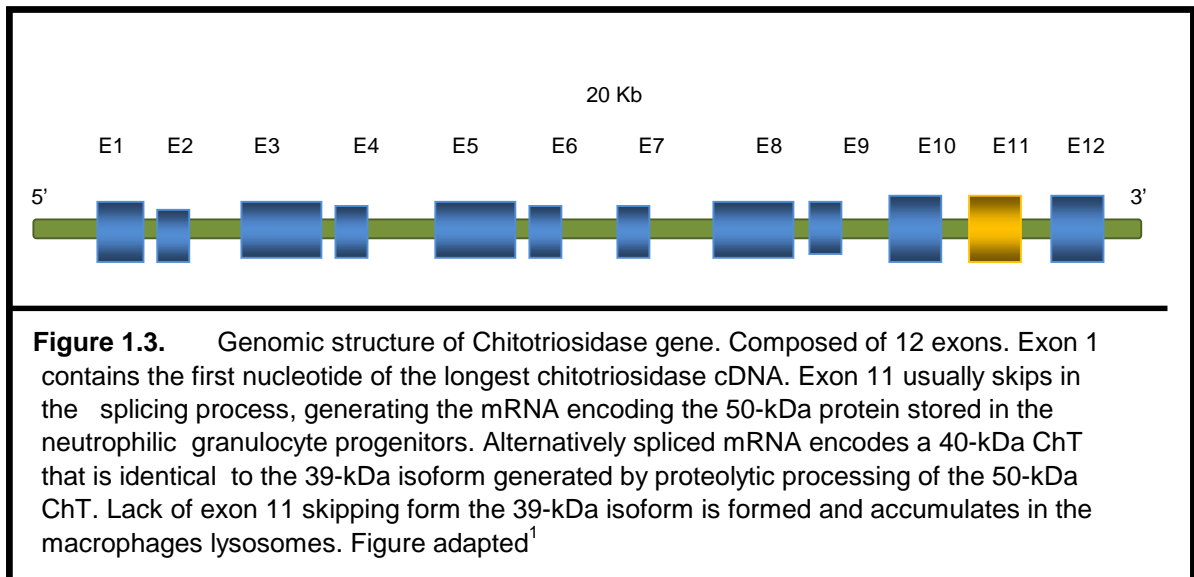 20 Kb
E1 E2 E3 E4 E5 E6 E7 E8 E9 E10 E11 E12
5’ 3’
Figure 1.3. Genomic structure of Chitotriosidase gene. Composed of 12 exons. Exon 1
contains the first nucleotide of the longest chitotriosidase cDNA. Exon 11 usually skips in
the splicing process, generating the mRNA encoding the 50-kDa protein stored in the
neutrophilic granulocyte progenitors. Alternatively spliced mRNA encodes a 40-kDa ChT
that is identical to the 39-kDa isoform generated by proteolytic processing of the 50-kDa
ChT. Lack of exon 11 skipping form the 39-kDa isoform is formed and accumulates in the
macrophages lysosomes. Figure adapted1